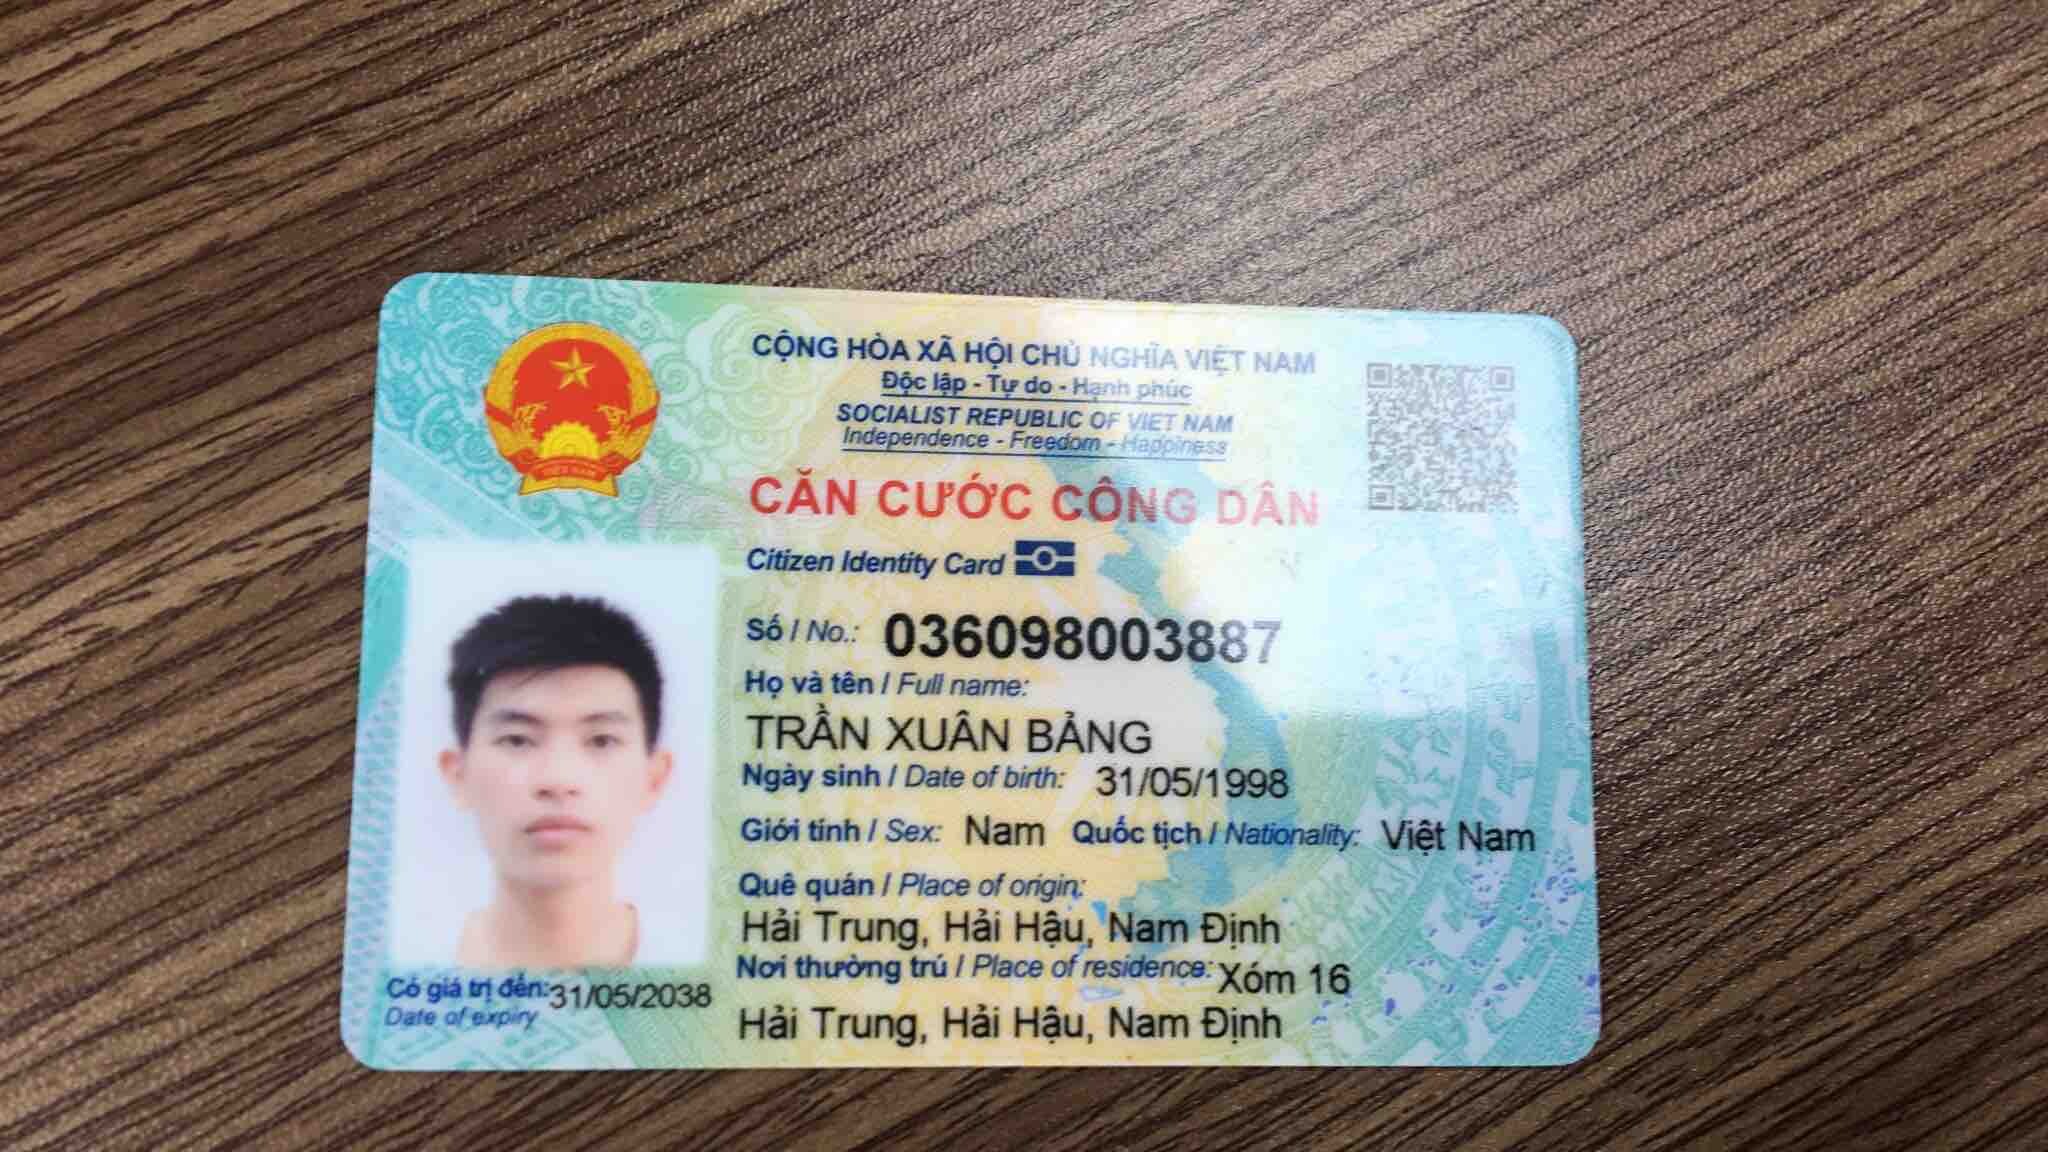 CỘNG HÒA XÃ HỘI CHỦ NGHĨA VIỆT NAM
Độc lập - Tự do - Hạnh phúc
SOCIALIST REPUBLIC OF VIET NAM
Independence - Freedom - Happiness
CĂN CƯỚC CÔNG DÂN
Citizen Identity Card
Số / No.: 036098003887
Họ và tên / Full name:
TRẦN XUÂN BẢNG
Ngày sinh / Date of birth: 31/05/1998
Giới tính / Sex: Nam Quốc tịch / Nationality: Việt Nam
Quê quán / Place of origin:
Hải Trung, Hải Hậu, Nam Định
Nơi thường trú / Place of residence: Xóm 16
Hải Trung, Hải Hậu, Nam Định
Có giá trị đến: 31/05/2038
Date of expiry
VIỆT NAM